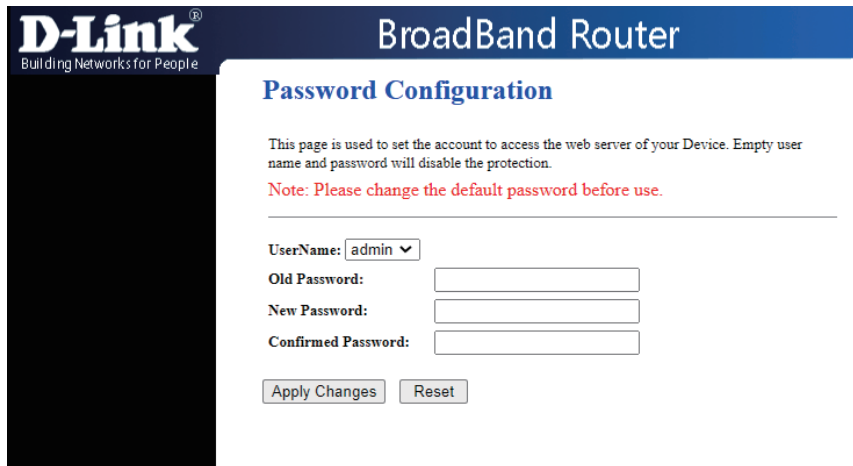 D-Link®
Building Networks for People
BroadBand Router
Password Configuration
This page is used to set the account to access the web server of your Device. Empty user
name and password will disable the protection.
Note: Please change the default password before use.
UserName: admin
Old Password:
New Password:
Confirmed Password:
Apply Changes Reset